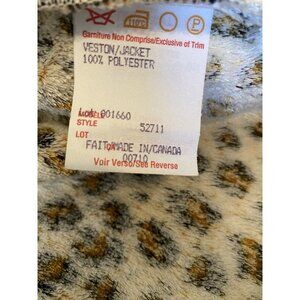 110°C P
Garniture Non Comprise/Exclusive of Trim
VESTON/JACKET
100% POLYESTER
001660
STYLE 52711
LOT
FAIT/MADE IN/CANADA
00710
Voir Verso/See Reverse